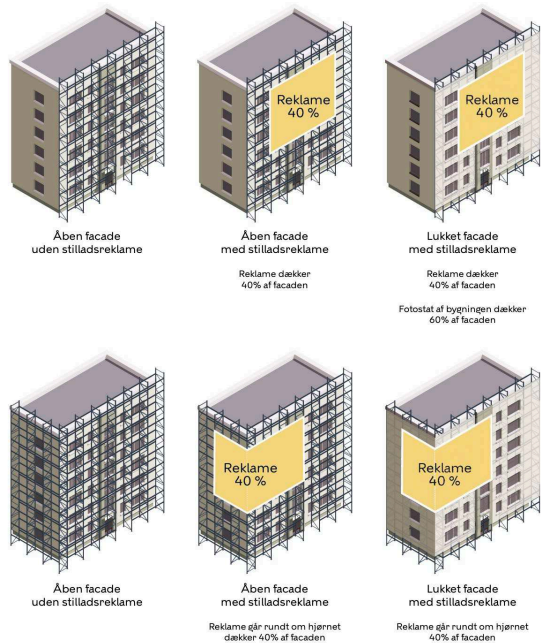 Reklame
40 %
Reklame
40 %
Åben facade
uden stilladsreklame
Åben facade
med stilladsreklame
Reklame dækker
40% af facaden
Lukket facade
med stilladsreklame
Reklame dækker
40% af facaden
Fotostat af bygningen dækker
60% af facaden
Reklame
40 %
Reklame
40 %
Åben facade
uden stilladsreklame
Åben facade
med stilladsreklame
Reklame går rundt om hjørnet
dækker 40% af facaden
Lukket facade
med stilladsreklame
Reklame går rundt om hjørnet
40% af facaden